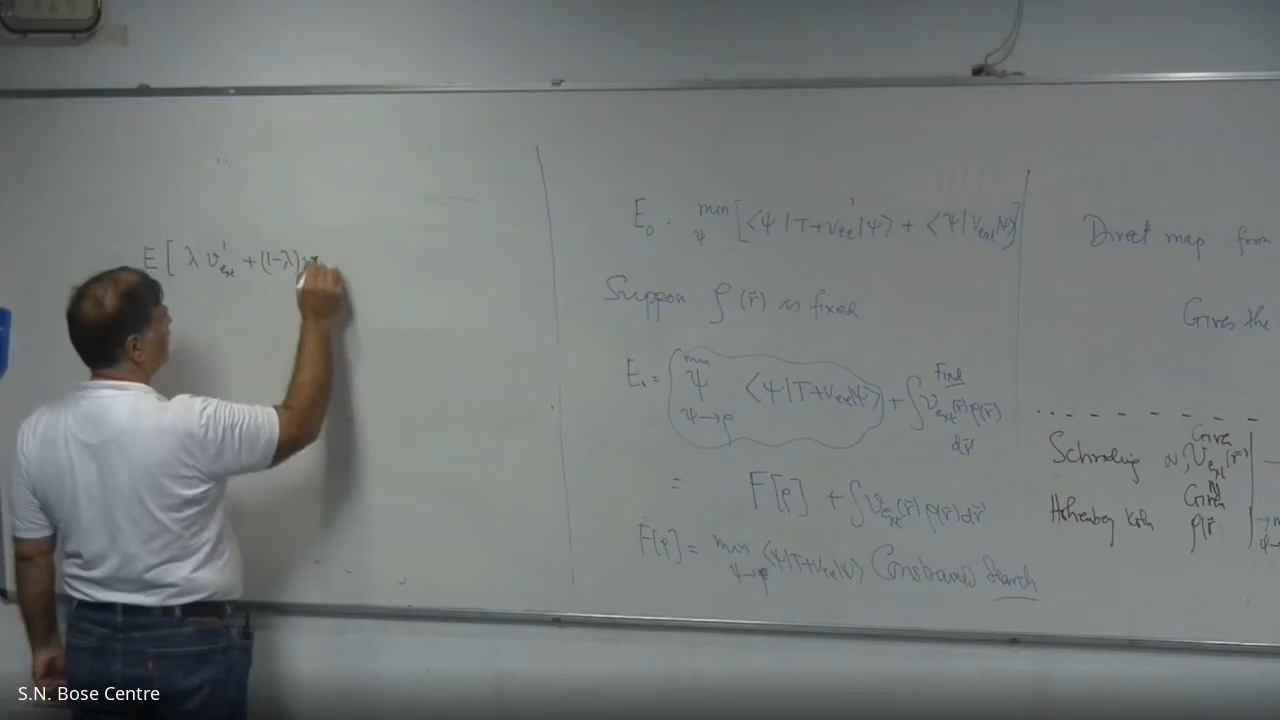 E [ λ v'ext + (1-λ)
E₀ = min ψ [⟨ψ|T+Vee|ψ⟩ + ⟨ψ|Vext|ψ⟩]
Suppose ρ(r̄) is fixed
E₀ = min ψ ψ→ρ ⟨ψ|T+Vee|ψ⟩ + ∫ Fixed vext(r̄) ρ(r̄) dr̄
= F[ρ] + ∫ vext(r̄) ρ(r̄) dr̄
F[ρ] = min ψ→ρ ⟨ψ|T+Vee|ψ⟩ Constrained Search
Direct map from
Gives the
Schroding Given N, vext(r̄)
Hohenberg Kohn Given ρ(r̄)
S.N. Bose Centre